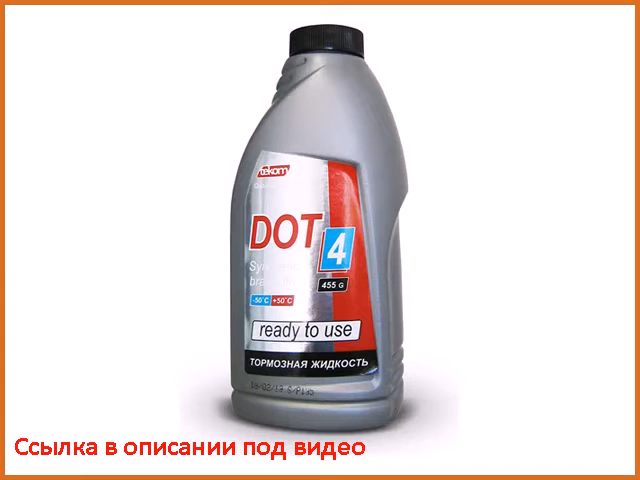 tekom
DOT 4
455 G
-50°C +50°C
ready to use
ТОРМОЗНАЯ ЖИДКОСТЬ
Ссылка в описании под видео